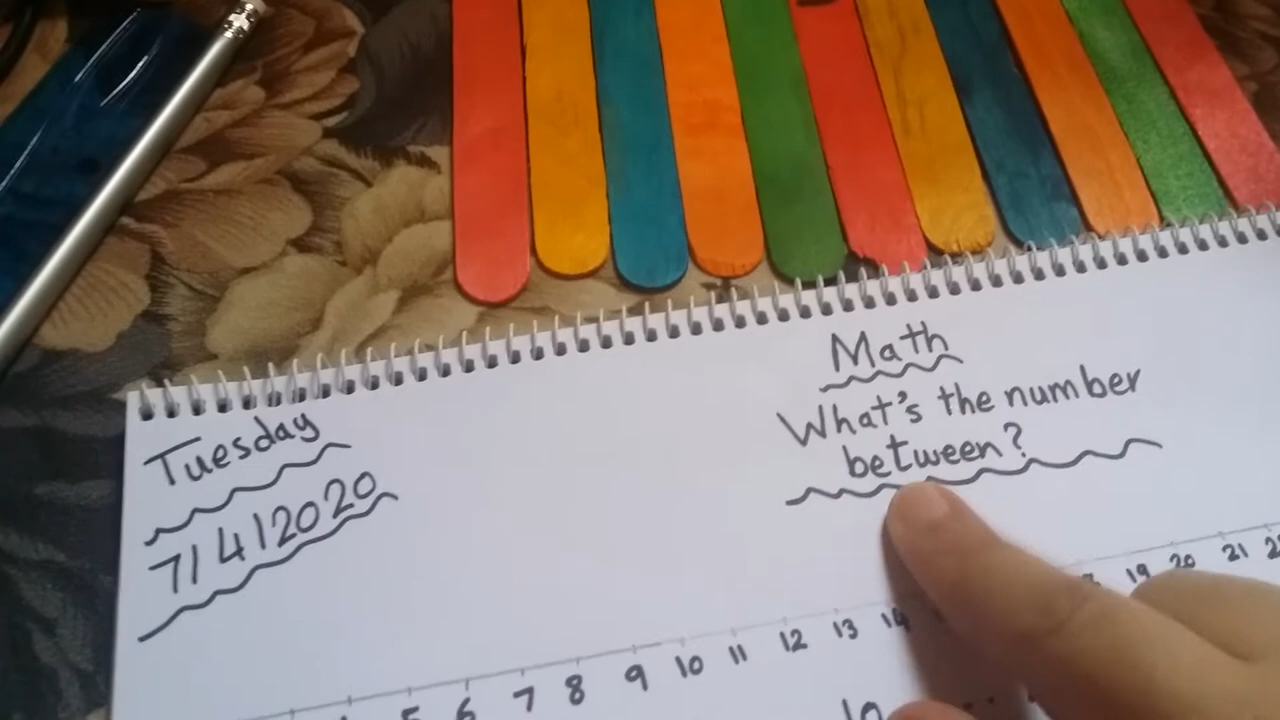 Tuesday
7/4/2020
Math
What's the number
between?
5 6 7 8 9 10 11 12 13 14 19 20 21
10